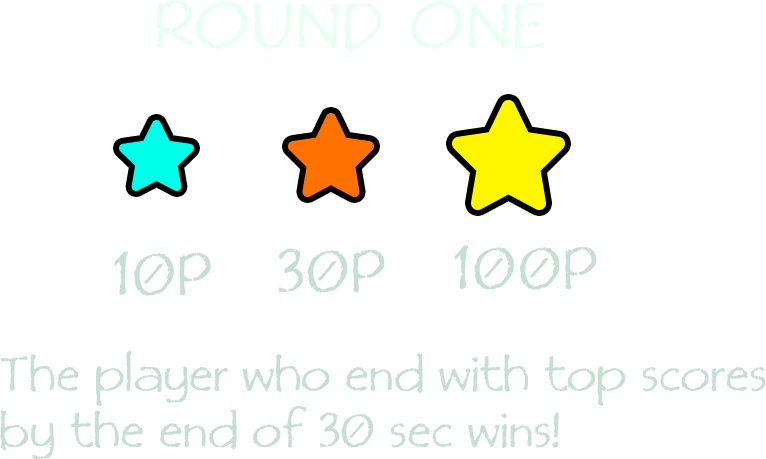 ROUND ONE
10P 30P 100P
The player who end with top scores
by the end of 30 sec wins!